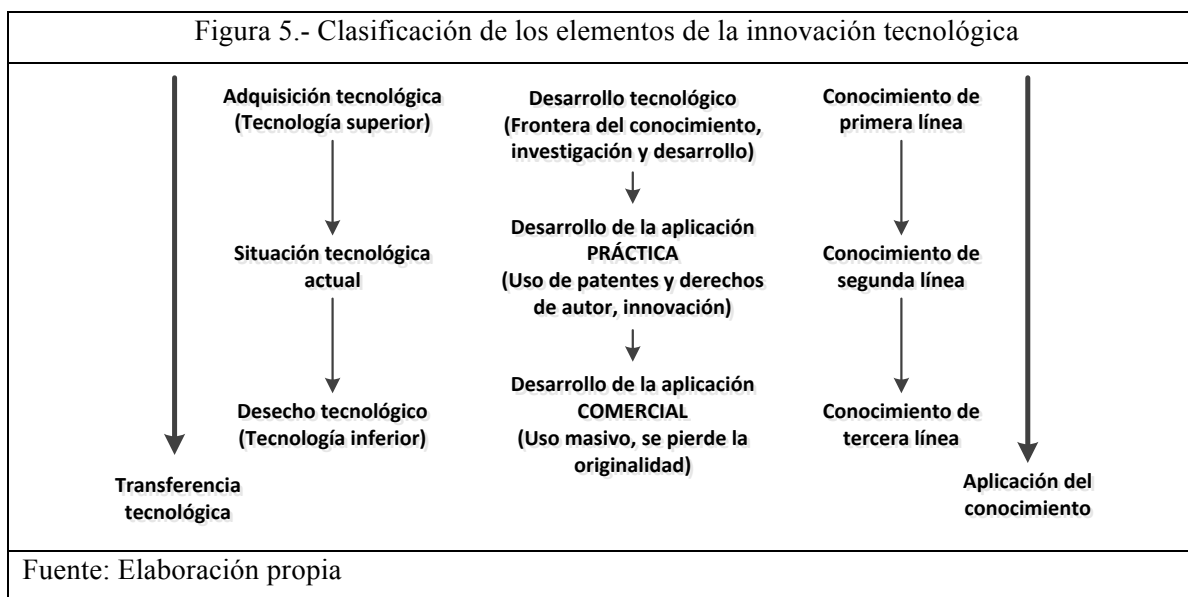 Figura 5.- Clasificación de los elementos de la innovación tecnológica
Adquisición tecnológica
(Tecnología superior)
Situación tecnológica
actual
Desecho tecnológico
(Tecnología inferior)
Transferencia
tecnológica
Desarrollo tecnológico
(Frontera del conocimiento,
investigación y desarrollo)
Desarrollo de la aplicación
PRÁCTICA
(Uso de patentes y derechos
de autor, innovación)
Desarrollo de la aplicación
COMERCIAL
(Uso masivo, se pierde la
originalidad)
Conocimiento de
primera línea
Conocimiento de
segunda línea
Conocimiento de
tercera línea
Aplicación del
conocimiento
Fuente: Elaboración propia